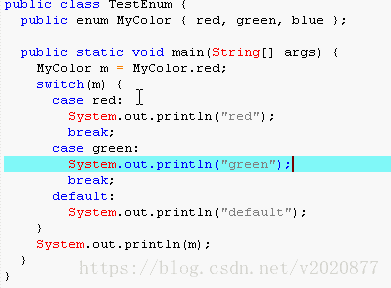 public class TestEnum {
public enum MyColor { red, green, blue };
public static void main(String[] args) {
MyColor m = MyColor.red;
switch(m) {
case red:
System.out.println("red");
break;
case green:
System.out.println("green");
break;
default:
System.out.println("default");
}
System.out.println(m);
}
}
https://blog.csdn.net/v2020877